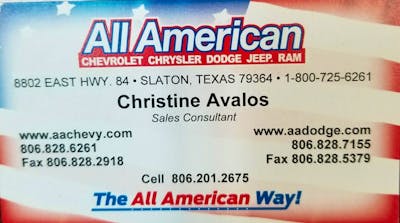 All American
CHEVROLET CHRYSLER DODGE JEEP. RAM
8802 EAST HWY. 84 • SLATON, TEXAS 79364 • 1-800-725-6261
Christine Avalos
Sales Consultant
www.aachevy.com
806.828.6261
Fax 806.828.2918
www.aadodge.com
806.828.7155
Fax 806.828.5379
Cell 806.201.2675
The All American Way!